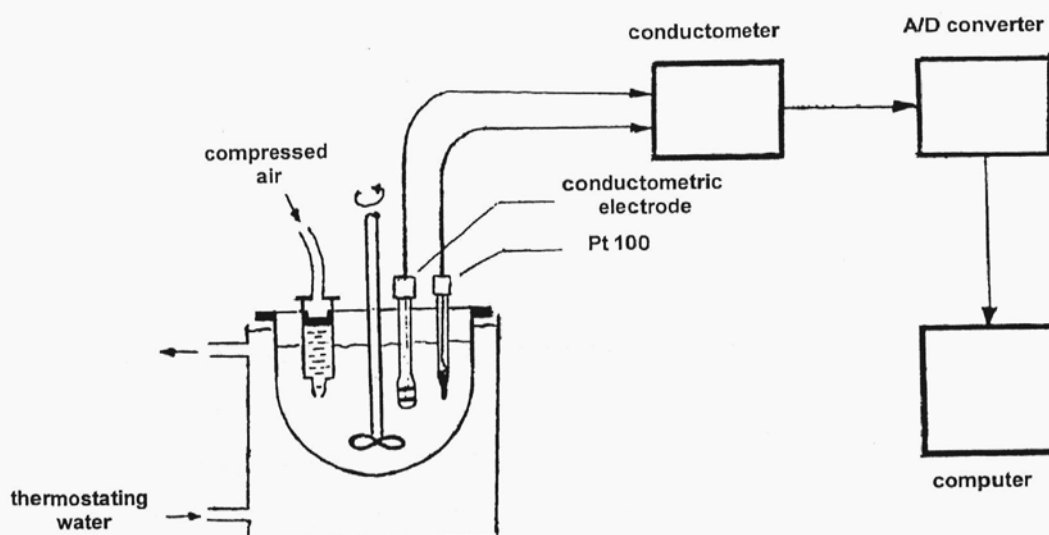 conductometer
A/D converter
compressed
air
conductometric
electrode
Pt 100
computer
thermostating
water